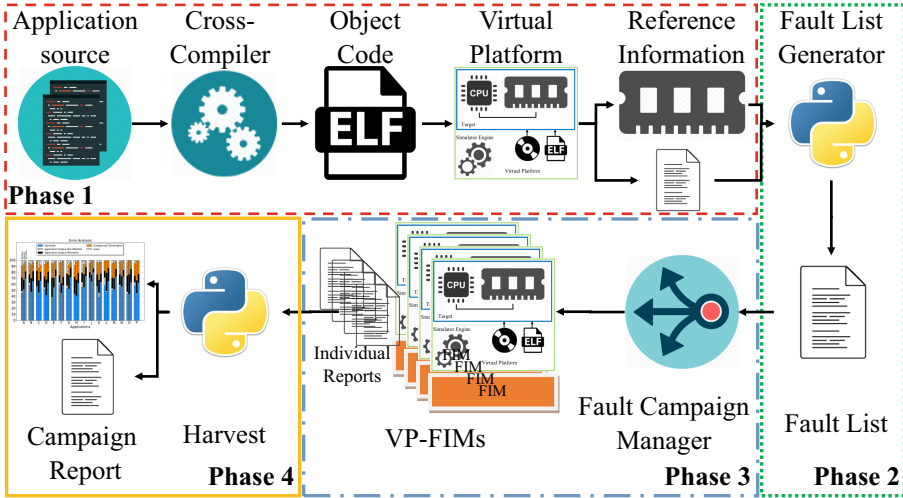 Application
source
Cross-
Compiler
Object
Code
Virtual
Platform
Reference
Information
Fault List
Generator
ELF
CPU
Target
Simulator Engine
ELF
Virtual Platform
Phase 1
Error Analysis
Applications
CPU
Target
Simulator Engine
ELF
Virtual Platform
FIM
FIM
FIM
FIM
Individual
Reports
Campaign
Report
Harvest
Phase 4
VP-FIMs
Fault Campaign
Manager
Phase 3
Fault List
Phase 2